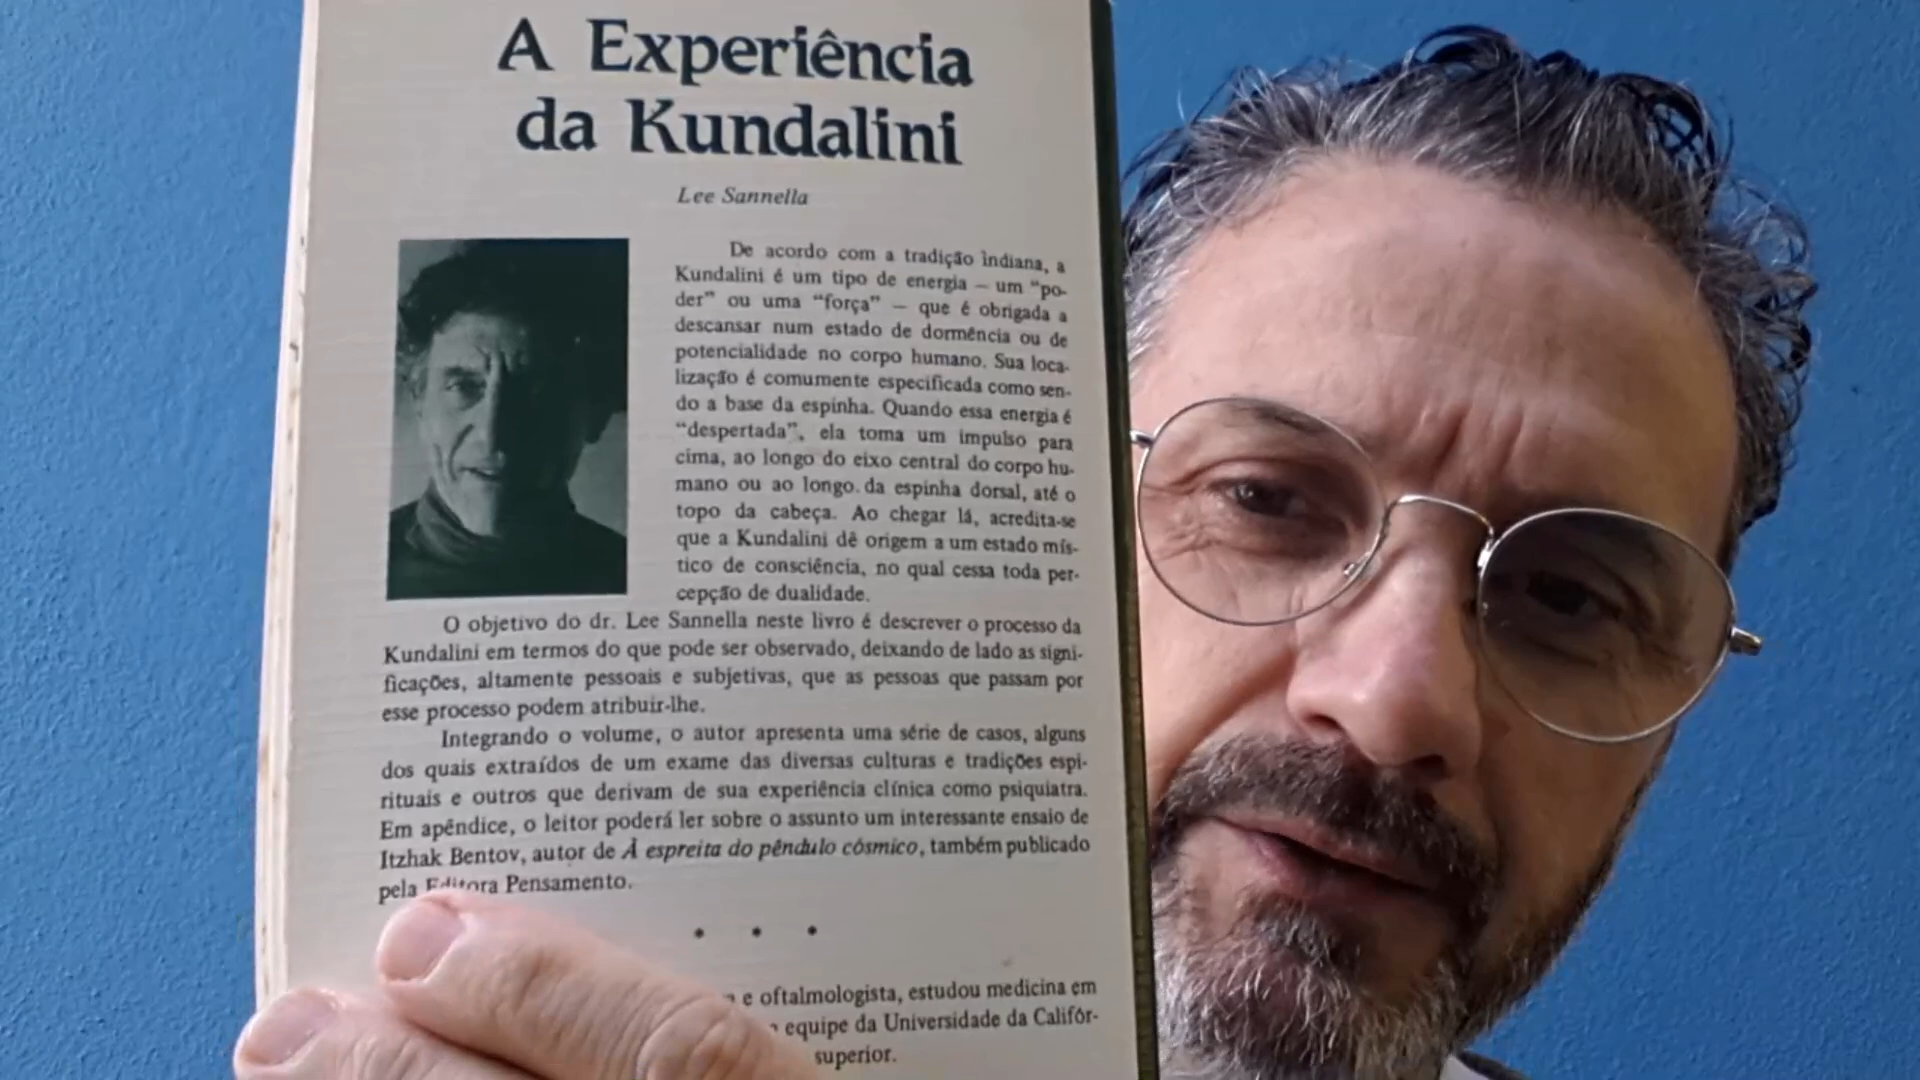 A Experiência
da Kundalini
Lee Sannella
De acordo com a tradição indiana, a
Kundalini é um tipo de energia — um “po-
der” ou uma “força” — que é obrigada a
descansar num estado de dormência ou de
potencialidade no corpo humano. Sua loca-
lização é comumente especificada como sen-
do a base da espinha. Quando essa energia é
“despertada”, ela toma um impulso para
cima, ao longo do eixo central do corpo hu-
mano ou ao longo da espinha dorsal, até o
topo da cabeça. Ao chegar lá, acredita-se
que a Kundalini dê origem a um estado mís-
tico de consciência, no qual cessa toda per-
cepção de dualidade.
O objetivo do dr. Lee Sannella neste livro é descrever o processo da
Kundalini em termos do que pode ser observado, deixando de lado as signi-
ficações, altamente pessoais e subjetivas, que as pessoas que passam por
esse processo podem atribuir-lhe.
Integrando o volume, o autor apresenta uma série de casos, alguns
dos quais extraídos de um exame das diversas culturas e tradições espi-
rituais e outros que derivam de sua experiência clínica como psiquiatra.
Em apêndice, o leitor poderá ler sobre o assunto um interessante ensaio de
Itzhak Bentov, autor de À espreita do pêndulo cósmico, também publicado
pela Editora Pensamento.
• • •
e oftalmologista, estudou medicina em
equipe da Universidade da Califór-
superior.